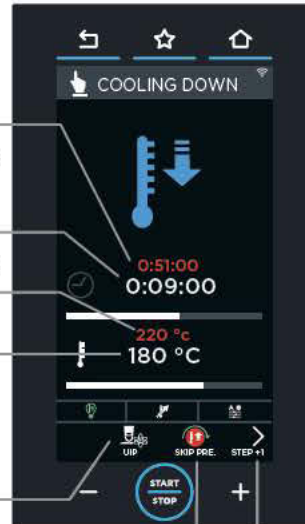 COOLING DOWN
0:51:00
0:09:00
220 °c
180 °C
UIP
SKIP PRE.
STEP +1
START
STOP